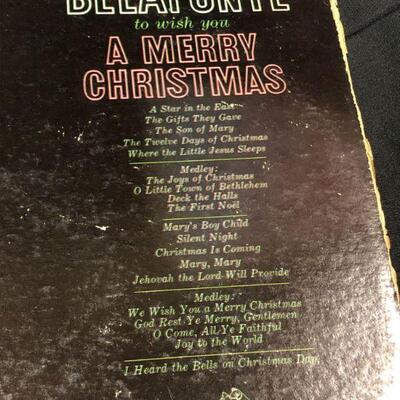 BELAFONTE
to wish you
A MERRY
CHRISTMAS
A Star in the East
The Gifts They Gave
The Son of Mary
The Twelve Days of Christmas
Where the Little Jesus Sleeps
Medley:
The Joys of Christmas
O Little Town of Bethlehem
Deck the Halls
The First Noël
Mary's Boy Child
Silent Night
Christmas Is Coming
Mary, Mary
Jehovah the Lord Will Provide
Medley:
We Wish You a Merry Christmas
God Rest Ye Merry, Gentlemen
O Come, All Ye Faithful
Joy to the World
I Heard the Bells on Christmas Day